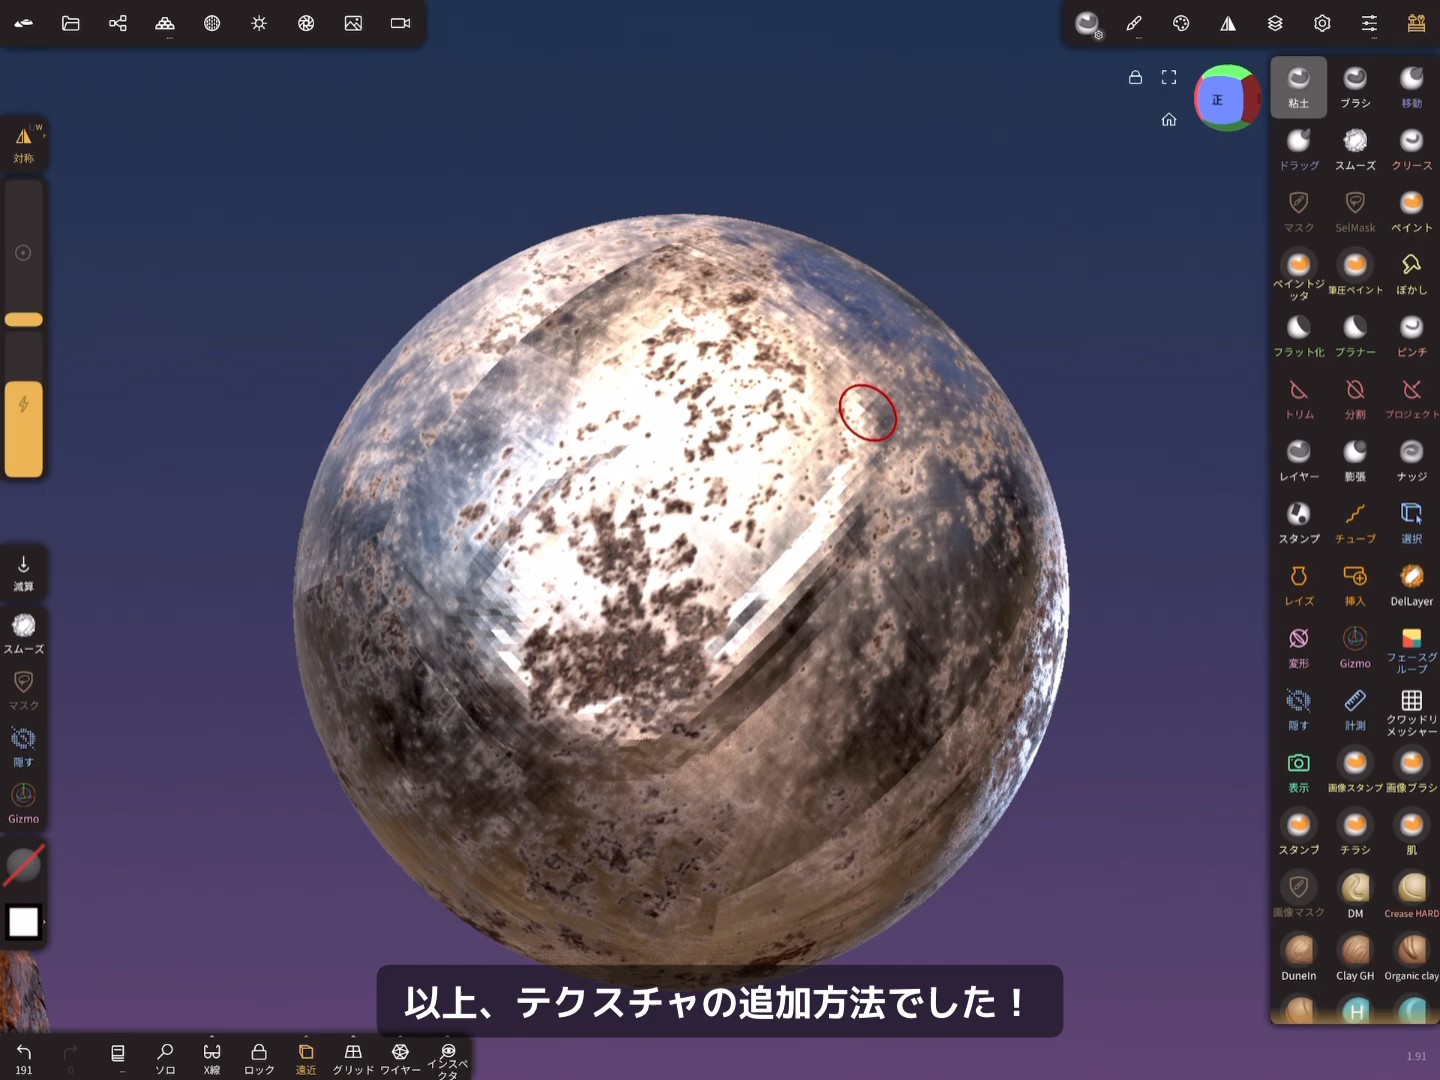 正
粘土
ブラシ
移動
L/W
対称
ドラッグ
スムーズ
クリース
マスク
SelMask
ペイント
ペイントジッタ
筆圧ペイント
ぼかし
フラット化
プラナー
ピンチ
トリム
分割
プロジェクト
レイヤー
膨張
ナッジ
スタンプ
チューブ
選択
減算
レイズ
挿入
DelLayer
スムーズ
変形
Gizmo
フェースグループ
マスク
隠す
計測
クワッドリメッシャー
隠す
表示
画像スタンプ
画像ブラシ
Gizmo
スタンプ
チラシ
肌
画像マスク
DM
Crease HARD
DuneIn
Clay GH
Organic clay
H
以上、テクスチャの追加方法でした！
191
0
ソロ
X線
ロック
遠近
グリッド
ワイヤー
インスペクタ
1.91